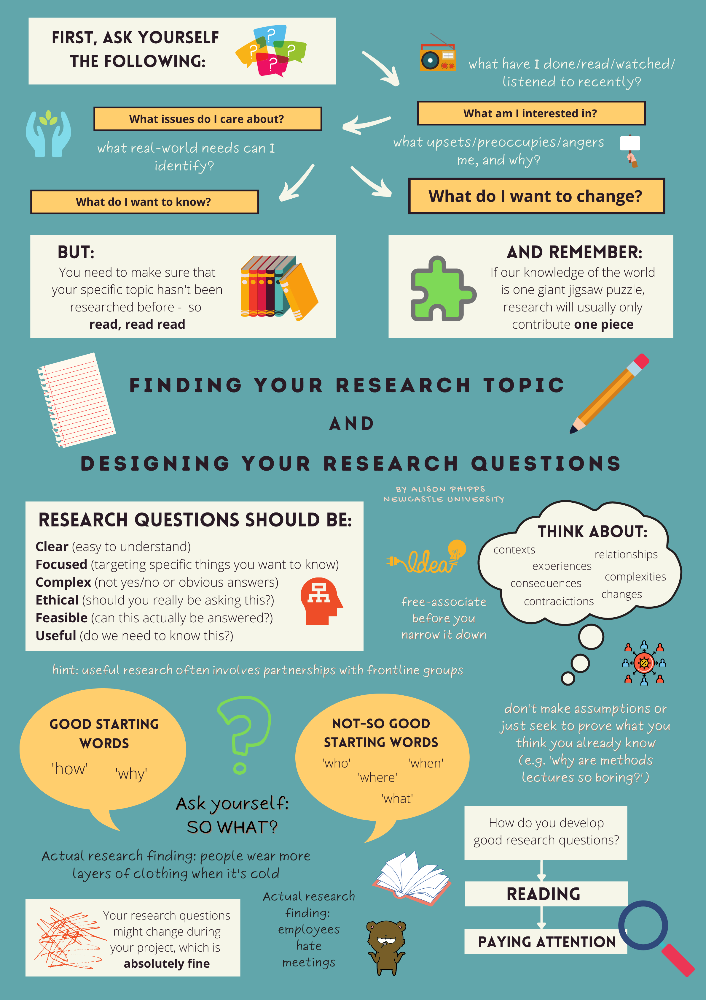 FIRST, ASK YOURSELF
THE FOLLOWING:
?
?
?
?
what have I done/read/watched/
listened to recently?
What am I interested in?
What issues do I care about?
what upsets/preoccupies/angers
me, and why?
what real-world needs can I
identify?
What do I want to know?
What do I want to change?
BUT:
You need to make sure that
your specific topic hasn't been
researched before - so
read, read read
AND REMEMBER:
If our knowledge of the world
is one giant jigsaw puzzle,
research will usually only
contribute one piece
FINDING YOUR RESEARCH TOPIC
AND
DESIGNING YOUR RESEARCH QUESTIONS
BY ALISON PHIPPS
NEWCASTLE UNIVERSITY
RESEARCH QUESTIONS SHOULD BE:
Clear (easy to understand)
Focused (targeting specific things you want to know)
Complex (not yes/no or obvious answers)
Ethical (should you really be asking this?)
Feasible (can this actually be answered?)
Useful (do we need to know this?)
Idea
free-associate
before you
narrow it down
THINK ABOUT:
contexts
relationships
experiences
complexities
consequences
changes
contradictions
hint: useful research often involves partnerships with frontline groups
GOOD STARTING
WORDS
'how'
'why'
?
NOT-SO GOOD
STARTING WORDS
'who'
'when'
'where'
'what'
don't make assumptions or
just seek to prove what you
think you already know
(e.g. 'why are methods
lectures so boring?')
Ask yourself:
SO WHAT?
Actual research finding: people wear more
layers of clothing when it's cold
Actual research
finding:
employees
hate
meetings
Your research questions
might change during
your project, which is
absolutely fine
How do you develop
good research questions?
READING
PAYING ATTENTION